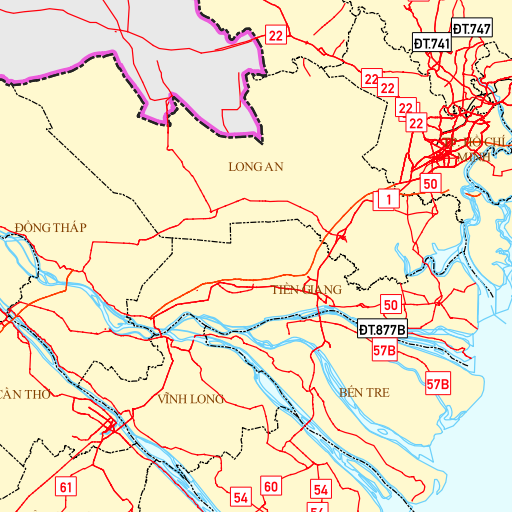 ĐT.747
22
ĐT.741
22
22
22
22
HỒ CHÍ
MINH
LONG AN
50
1
ĐỒNG THÁP
TIỀN GIANG
50
ĐT.877B
57B
57B
CẦN THƠ
VĨNH LONG
BẾN TRE
61
60
54
54
54